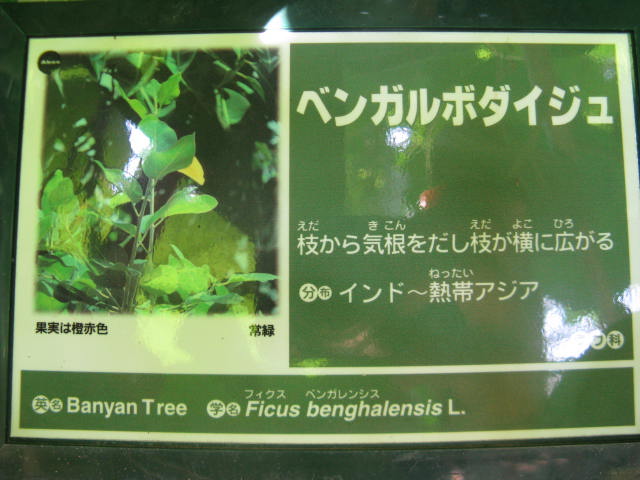 ベンガルボダイジュ
枝から気根をだし枝が横に広がる
えだ きこん えだ よこ ひろ
分布 インド～熱帯アジア
ねったい
クワ科
果実は橙赤色 常緑
英名 Banyan Tree 学名 Ficus benghalensis L.
フィクス ベンガレンシス